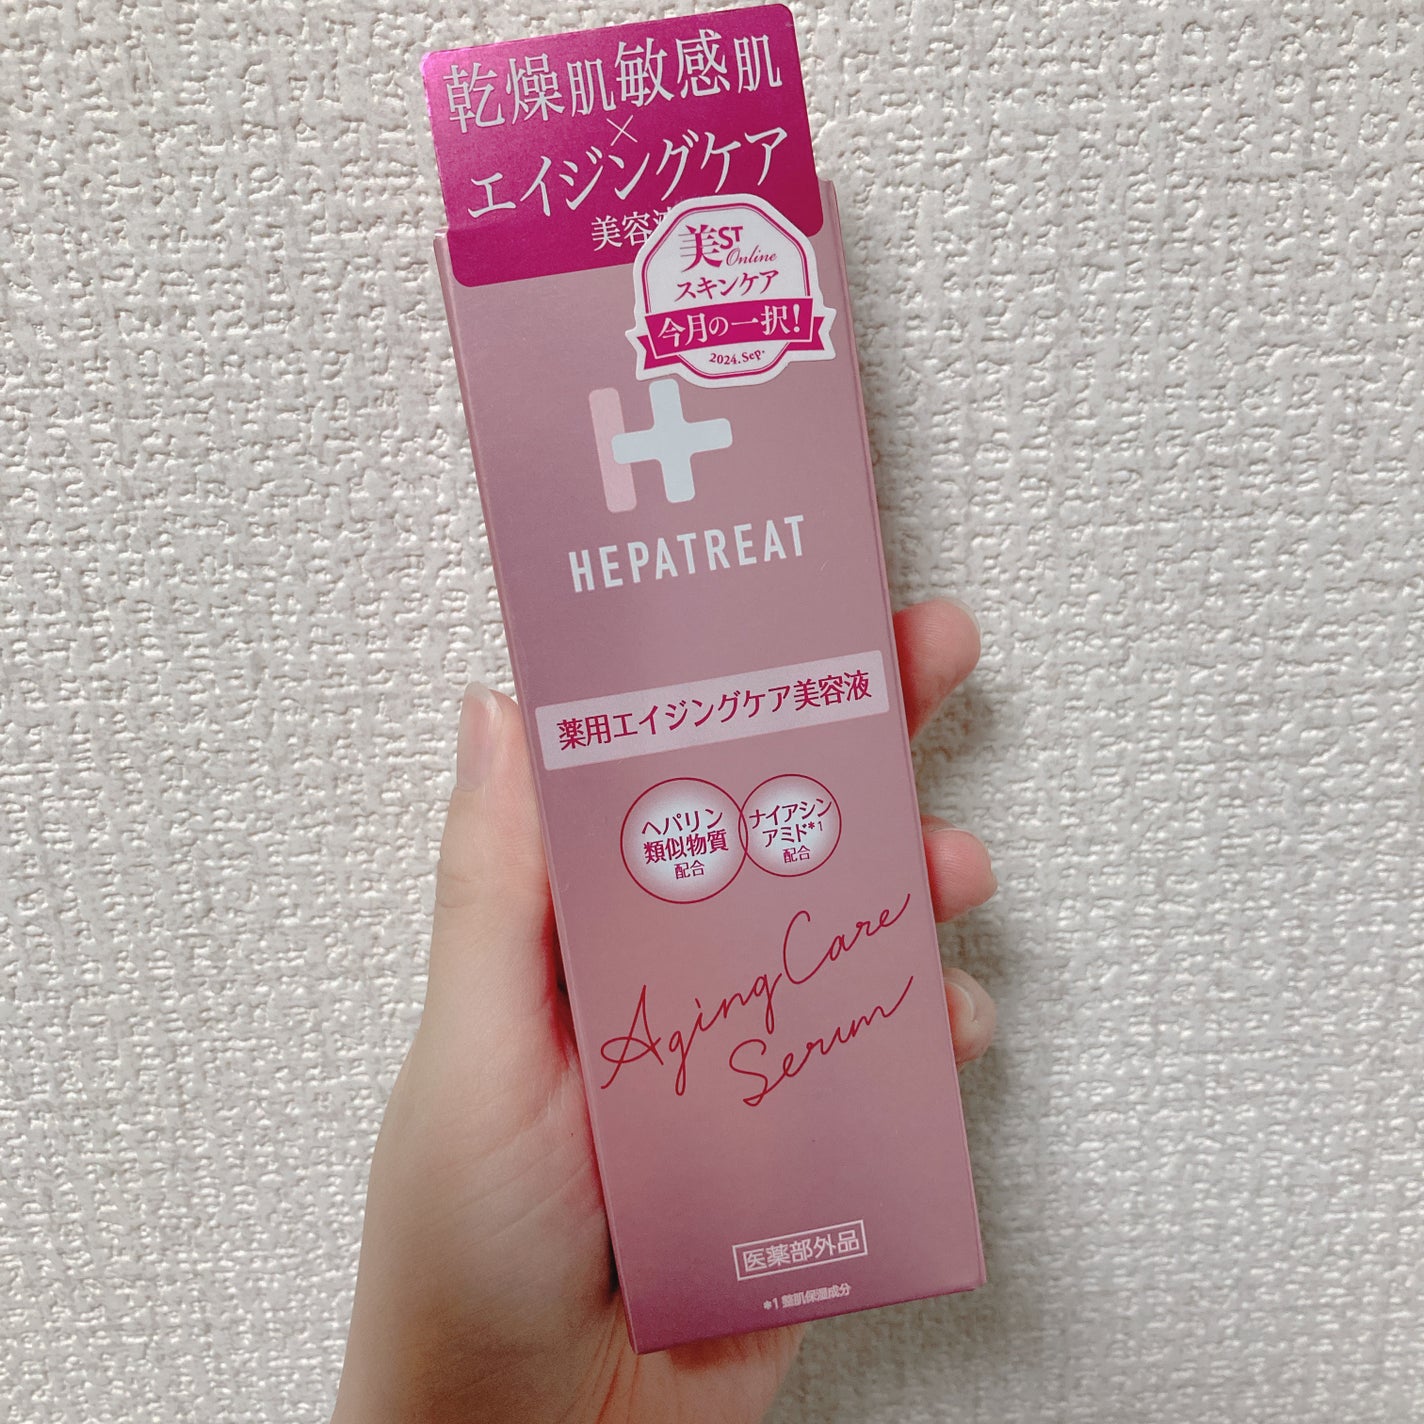 乾燥肌敏感肌
×
エイジングケア
美容液
美ST
Online
スキンケア
今月の一択!
2024.Sep.
HEPATREAT
薬用エイジングケア美容液
ヘパリン
類似物質
配合
ナイアシン
アミド*1
配合
Aging Care
Serum
医薬部外品
*1 整肌保湿成分